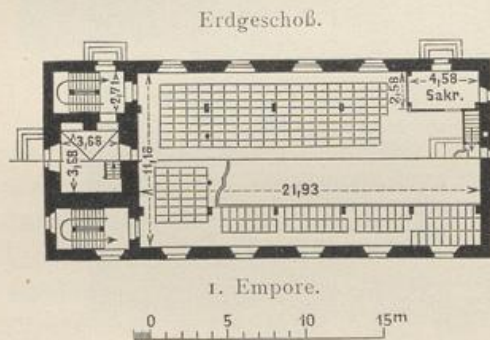 Erdgeschoß.
2,71
2,58
4,58
Sakr.
3,68
3,58
11,18
21,93
1. Empore.
0 5 10 15m